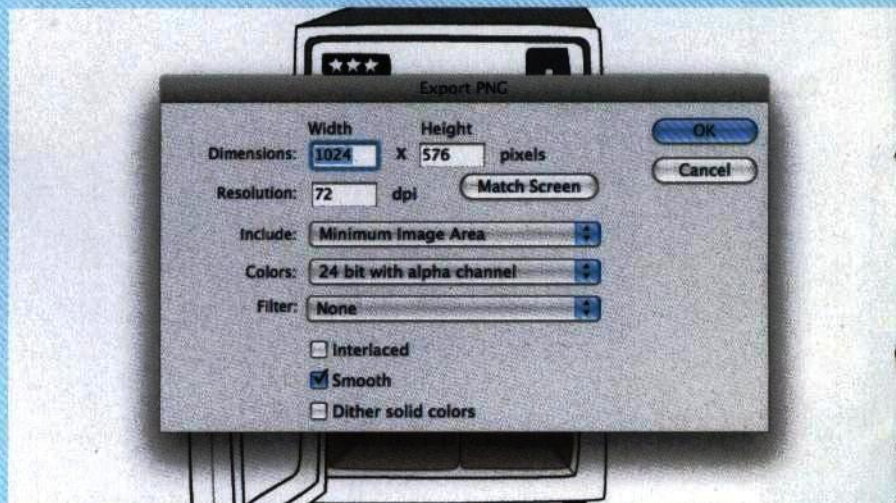 Export PNG
Width Height
Dimensions: 1024 X 576 pixels
OK
Resolution: 72 dpi
Match Screen
Cancel
Include: Minimum Image Area
Colors: 24 bit with alpha channel
Filter: None
Interlaced
Smooth
Dither solid colors